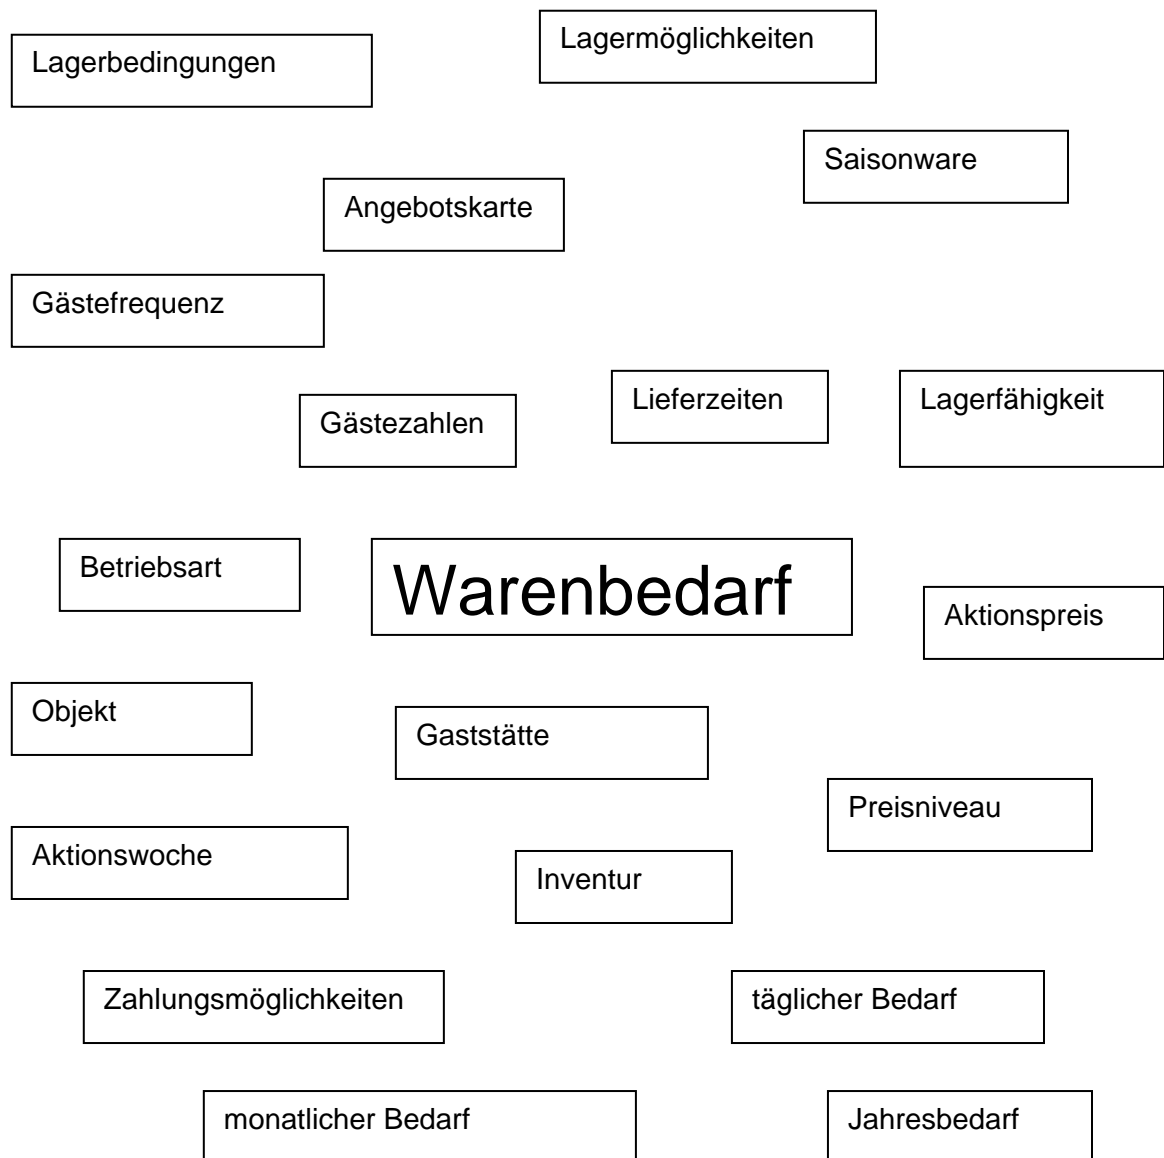 Lagermöglichkeiten
Lagerbedingungen
Saisonware
Angebotskarte
Gästefrequenz
Lieferzeiten
Lagerfähigkeit
Gästezahlen
Betriebsart
Warenbedarf
Aktionspreis
Objekt
Gaststätte
Preisniveau
Aktionswoche
Inventur
Zahlungsmöglichkeiten
täglicher Bedarf
monatlicher Bedarf
Jahresbedarf